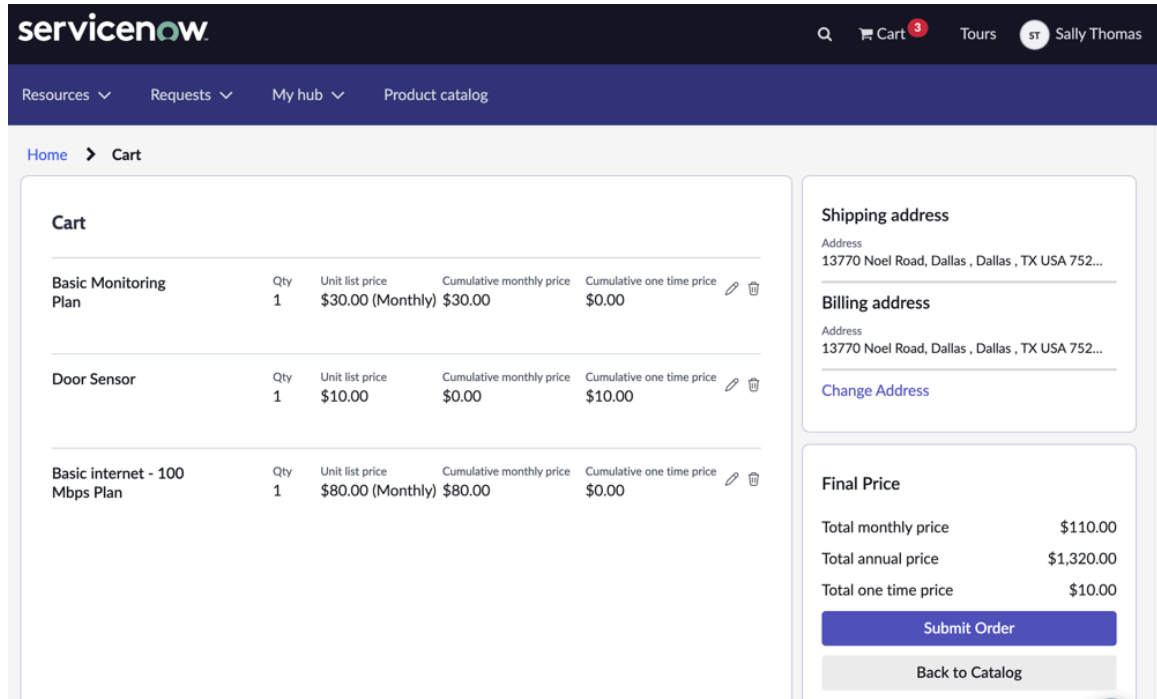 servicenow
Cart 3 Tours ST Sally Thomas
Resources Requests My hub Product catalog
Home > Cart
Cart
Basic Monitoring Plan
Qty Unit list price Cumulative monthly price Cumulative one time price
1 $30.00 (Monthly) $30.00 $0.00
Door Sensor
Qty Unit list price Cumulative monthly price Cumulative one time price
1 $10.00 $0.00 $10.00
Basic internet - 100
Mbps Plan
Qty Unit list price Cumulative monthly price Cumulative one time price
1 $80.00 (Monthly) $80.00 $0.00
Shipping address
Address
13770 Noel Road, Dallas , Dallas , TX USA 752...
Billing address
Address
13770 Noel Road, Dallas , Dallas , TX USA 752...
Change Address
Final Price
Total monthly price $110.00
Total annual price $1,320.00
Total one time price $10.00
Submit Order
Back to Catalog